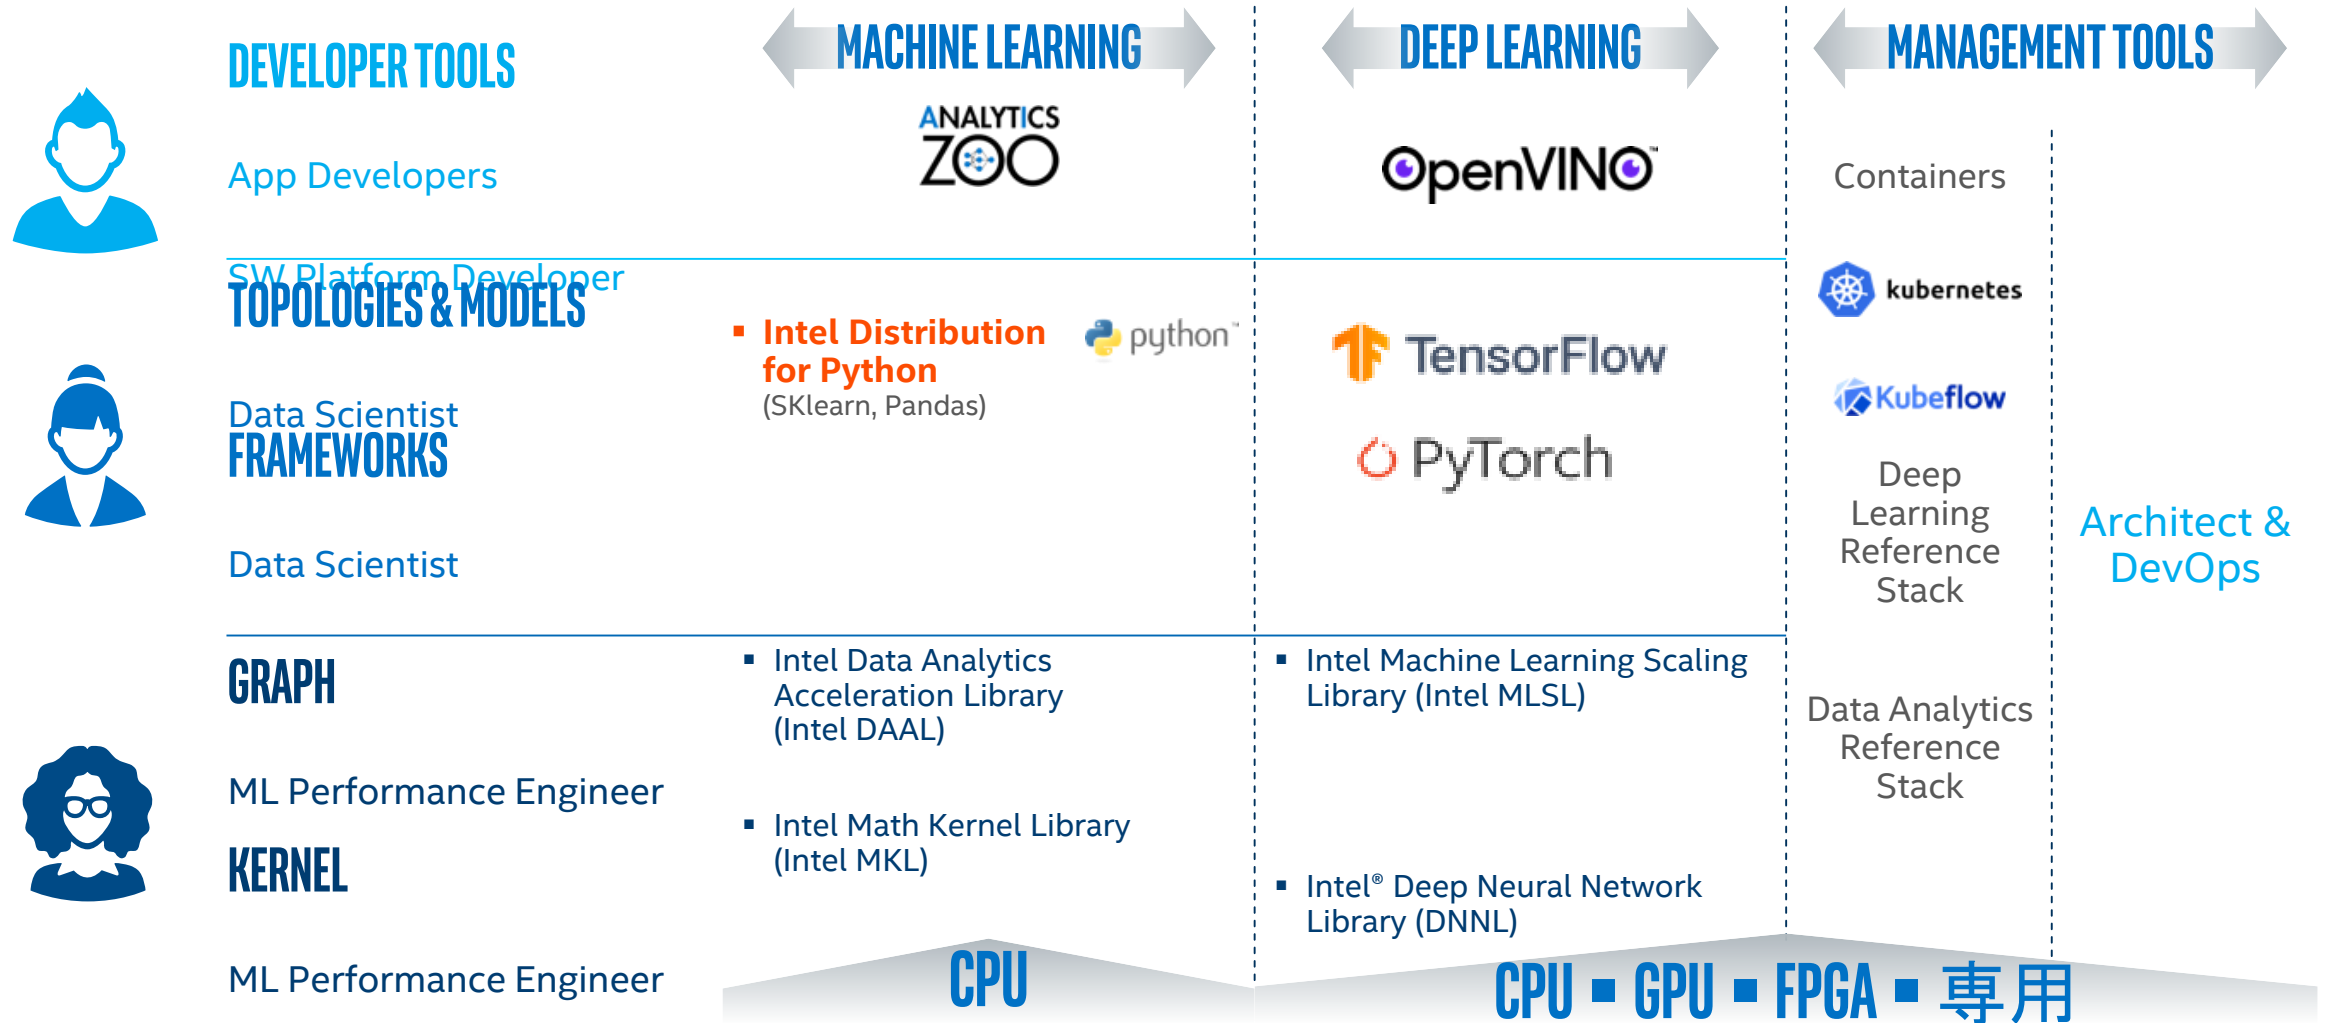 DEVELOPER TOOLS
App Developers
SW Platform Developer
TOPOLOGIES & MODELS
Data Scientist
FRAMEWORKS
Data Scientist
GRAPH
ML Performance Engineer
KERNEL
ML Performance Engineer
MACHINE LEARNING
ANALYTICS
ZOO
▪ Intel Distribution
for Python
(SKlearn, Pandas)
python™
▪ Intel Data Analytics
Acceleration Library
(Intel DAAL)
▪ Intel Math Kernel Library
(Intel MKL)
CPU
DEEP LEARNING
OpenVINO™
TensorFlow
PyTorch
▪ Intel Machine Learning Scaling
Library (Intel MLSL)
▪ Intel® Deep Neural Network
Library (DNNL)
CPU ▪ GPU ▪ FPGA ▪ 専用
MANAGEMENT TOOLS
Containers
kubernetes
Kubeflow
Deep
Learning
Reference
Stack
Data Analytics
Reference
Stack
Architect &
DevOps